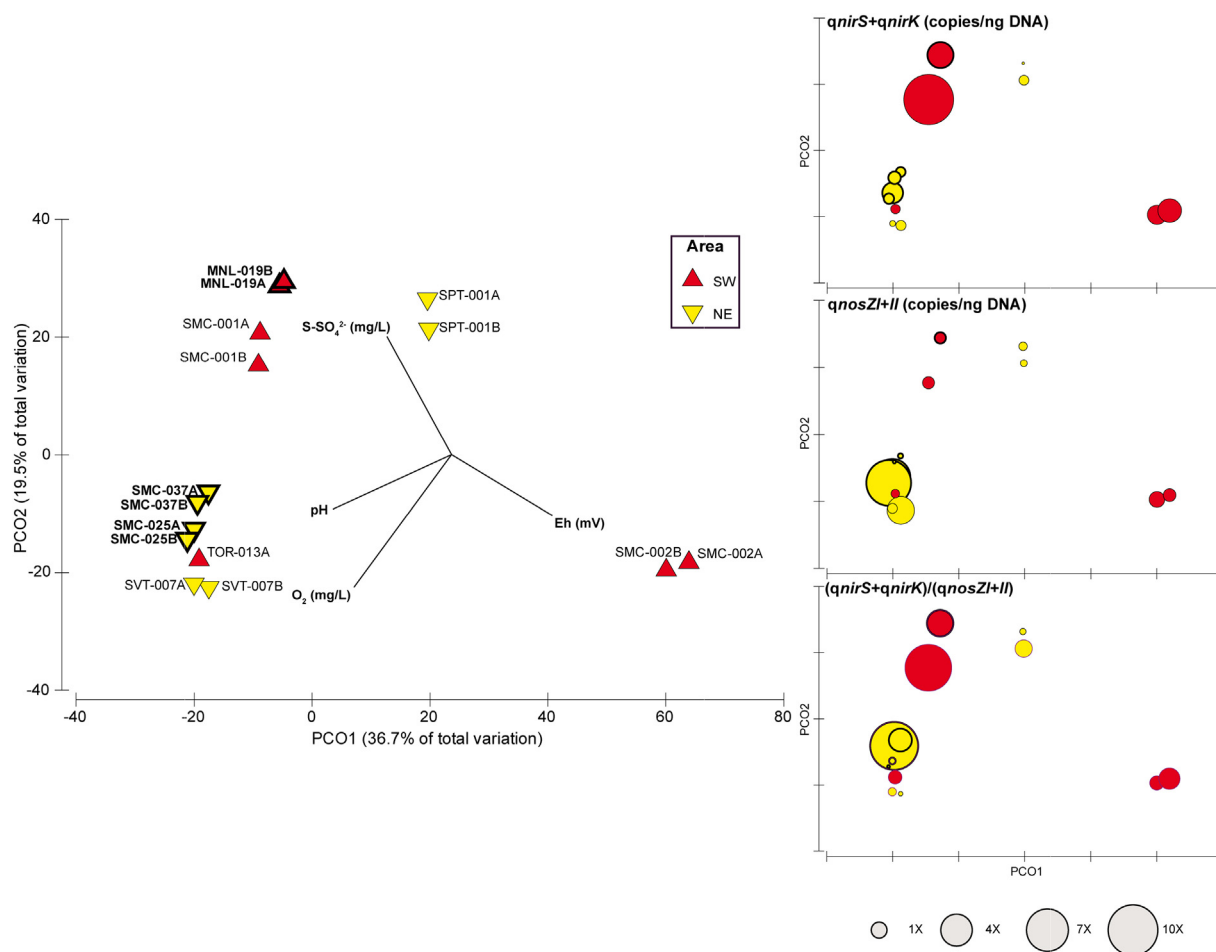 40
20
0
-20
-40
PCO2 (19.5% of total variation)
-40
-20
0
20
40
60
80
PCO1 (36.7% of total variation)
MNL-019B
MNL-019A
SMC-001A
SMC-001B
SPT-001A
SPT-001B
S-SO₄²⁻ (mg/L)
pH
O₂ (mg/L)
Eh (mV)
SMC-037A
SMC-037B
SMC-025A
SMC-025B
TOR-013A
SVT-007A
SVT-007B
SMC-002B
SMC-002A
Area
SW
NE
qnirS+qnirK (copies/ng DNA)
PCO2
qnosZI+II (copies/ng DNA)
PCO2
(qnirS+qnirK)/(qnosZI+II)
PCO2
PCO1
1X
4X
7X
10X